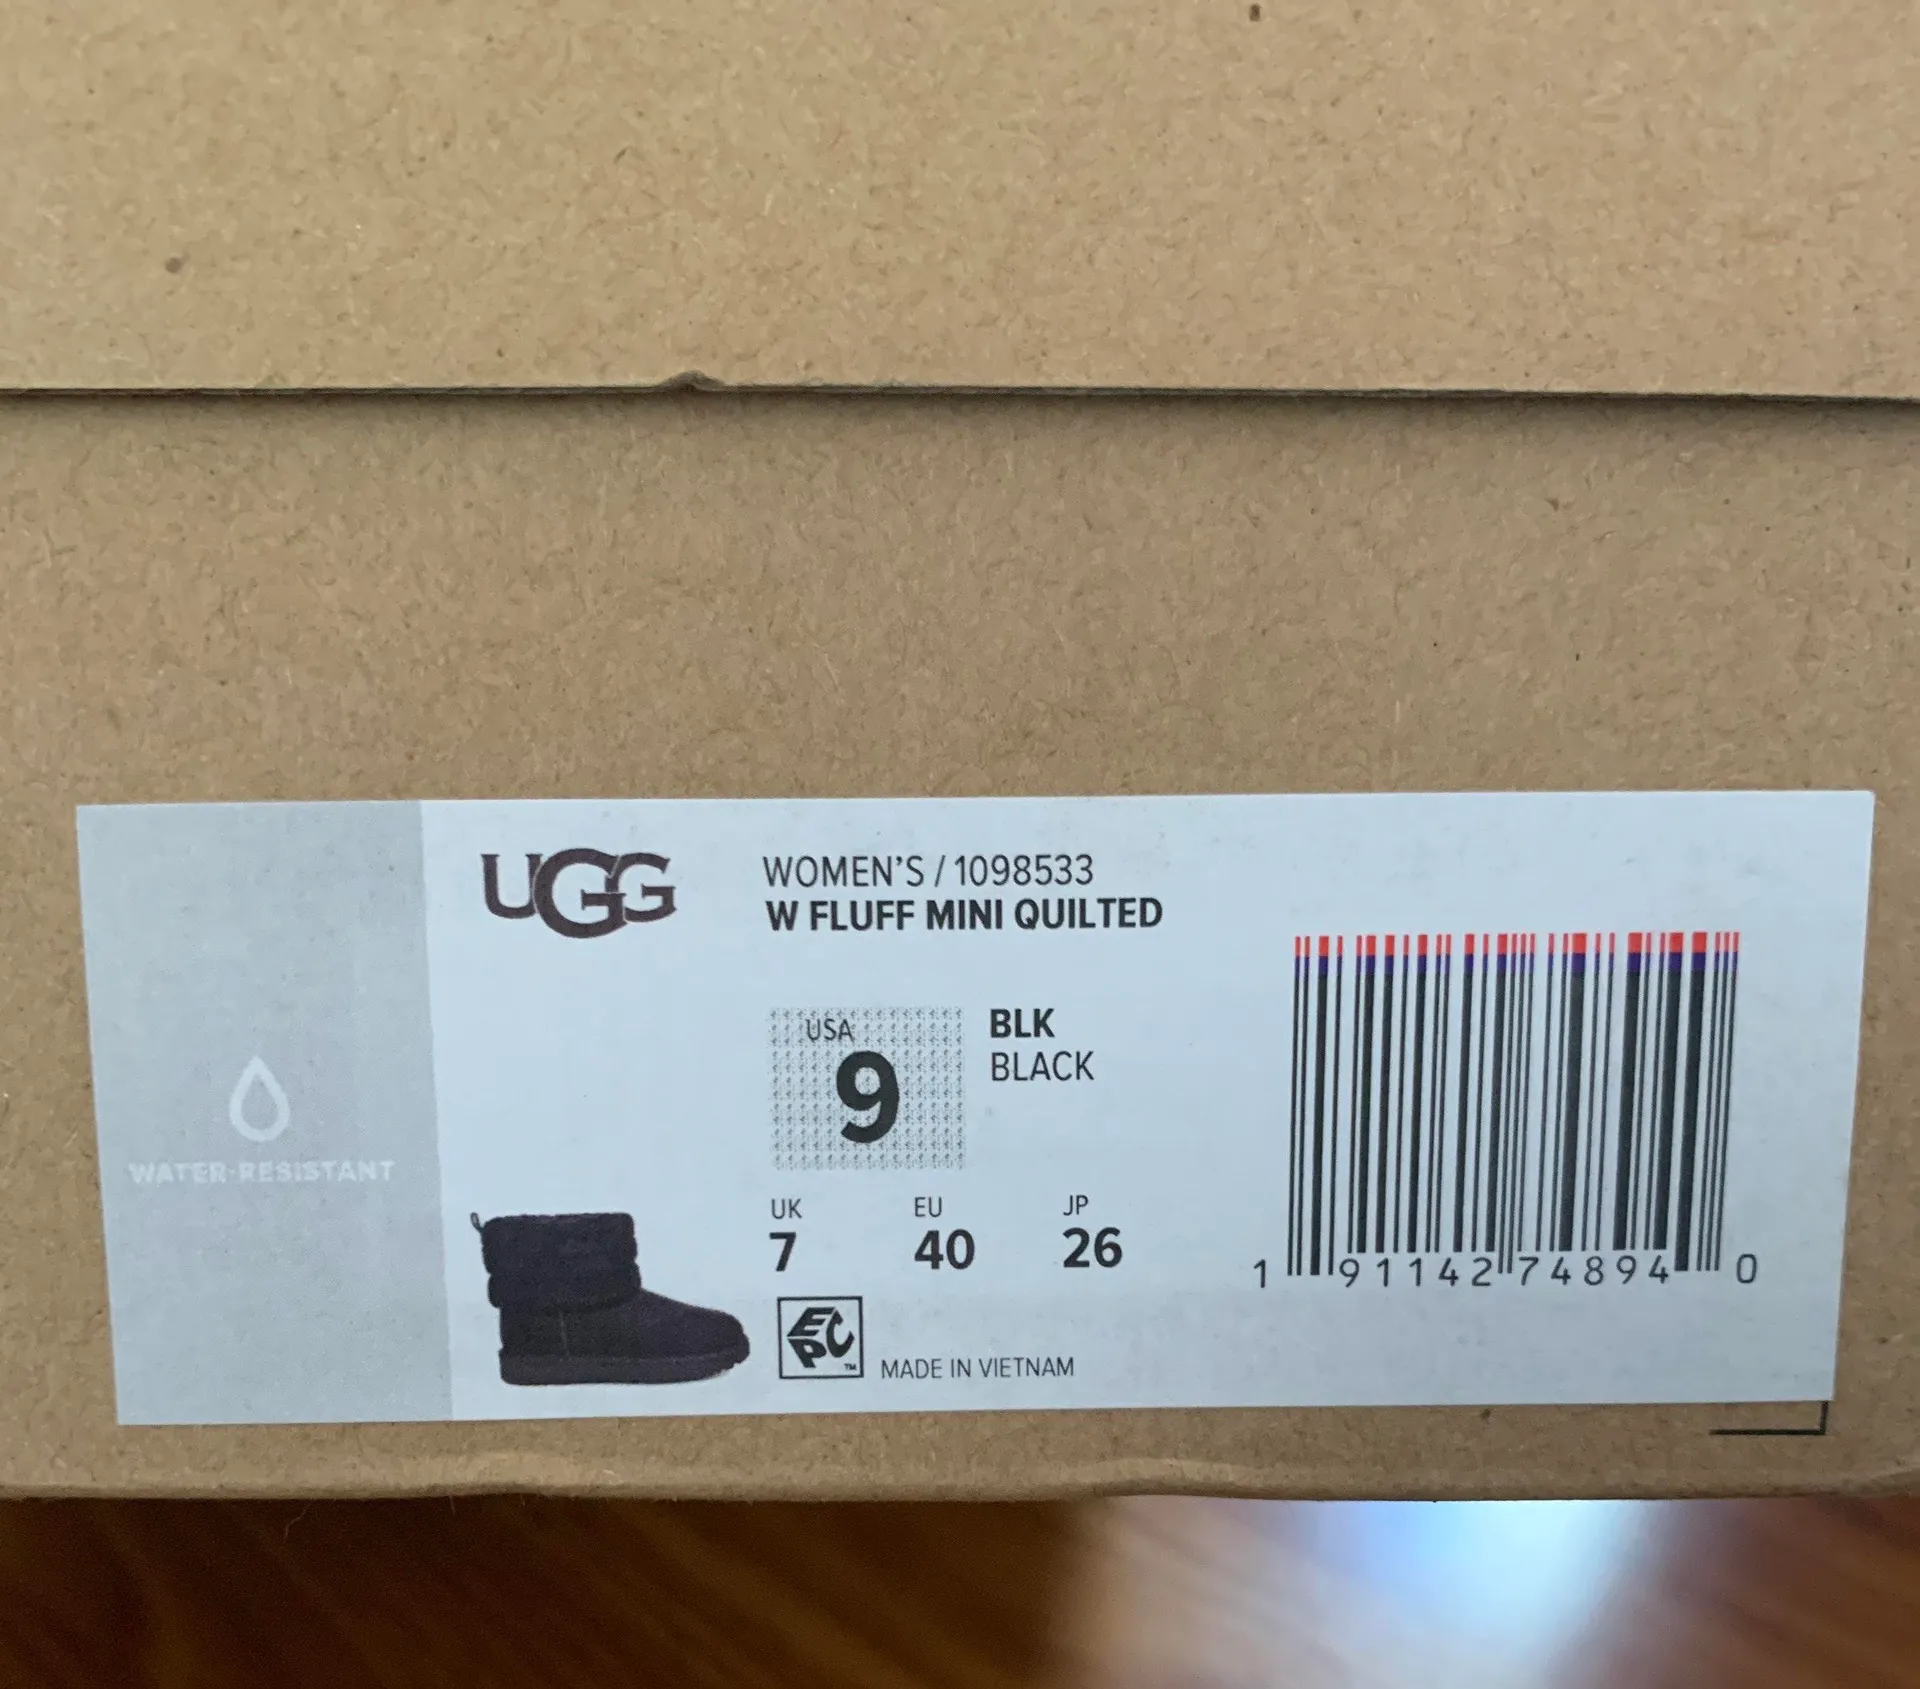 UGG
WOMEN'S / 1098533
W FLUFF MINI QUILTED
USA
9
BLK
BLACK
WATER-RESISTANT
UK EU JP
7 40 26
EPC™
MADE IN VIETNAM
1 91142 74894 0